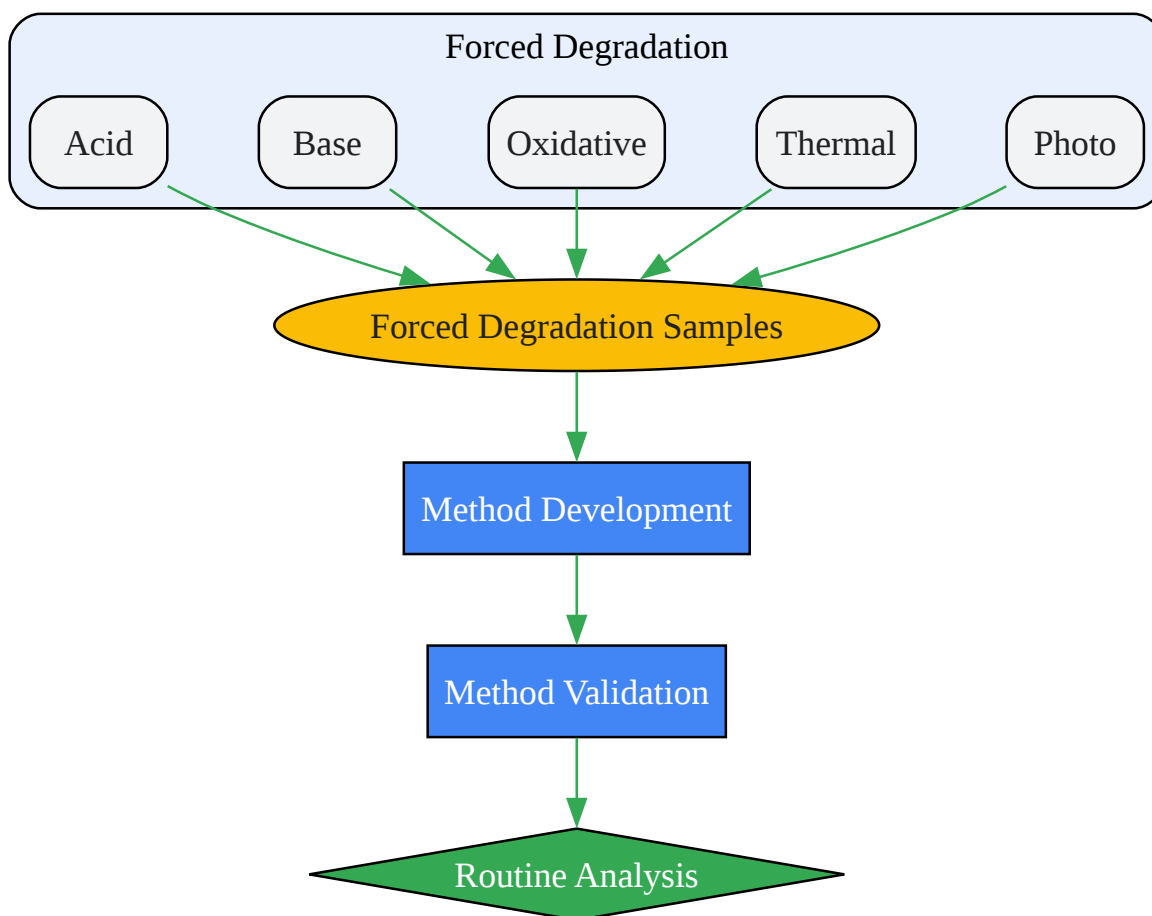 Forced Degradation
Acid
Base
Oxidative
Thermal
Photo
Forced Degradation Samples
Method Development
Method Validation
Routine Analysis